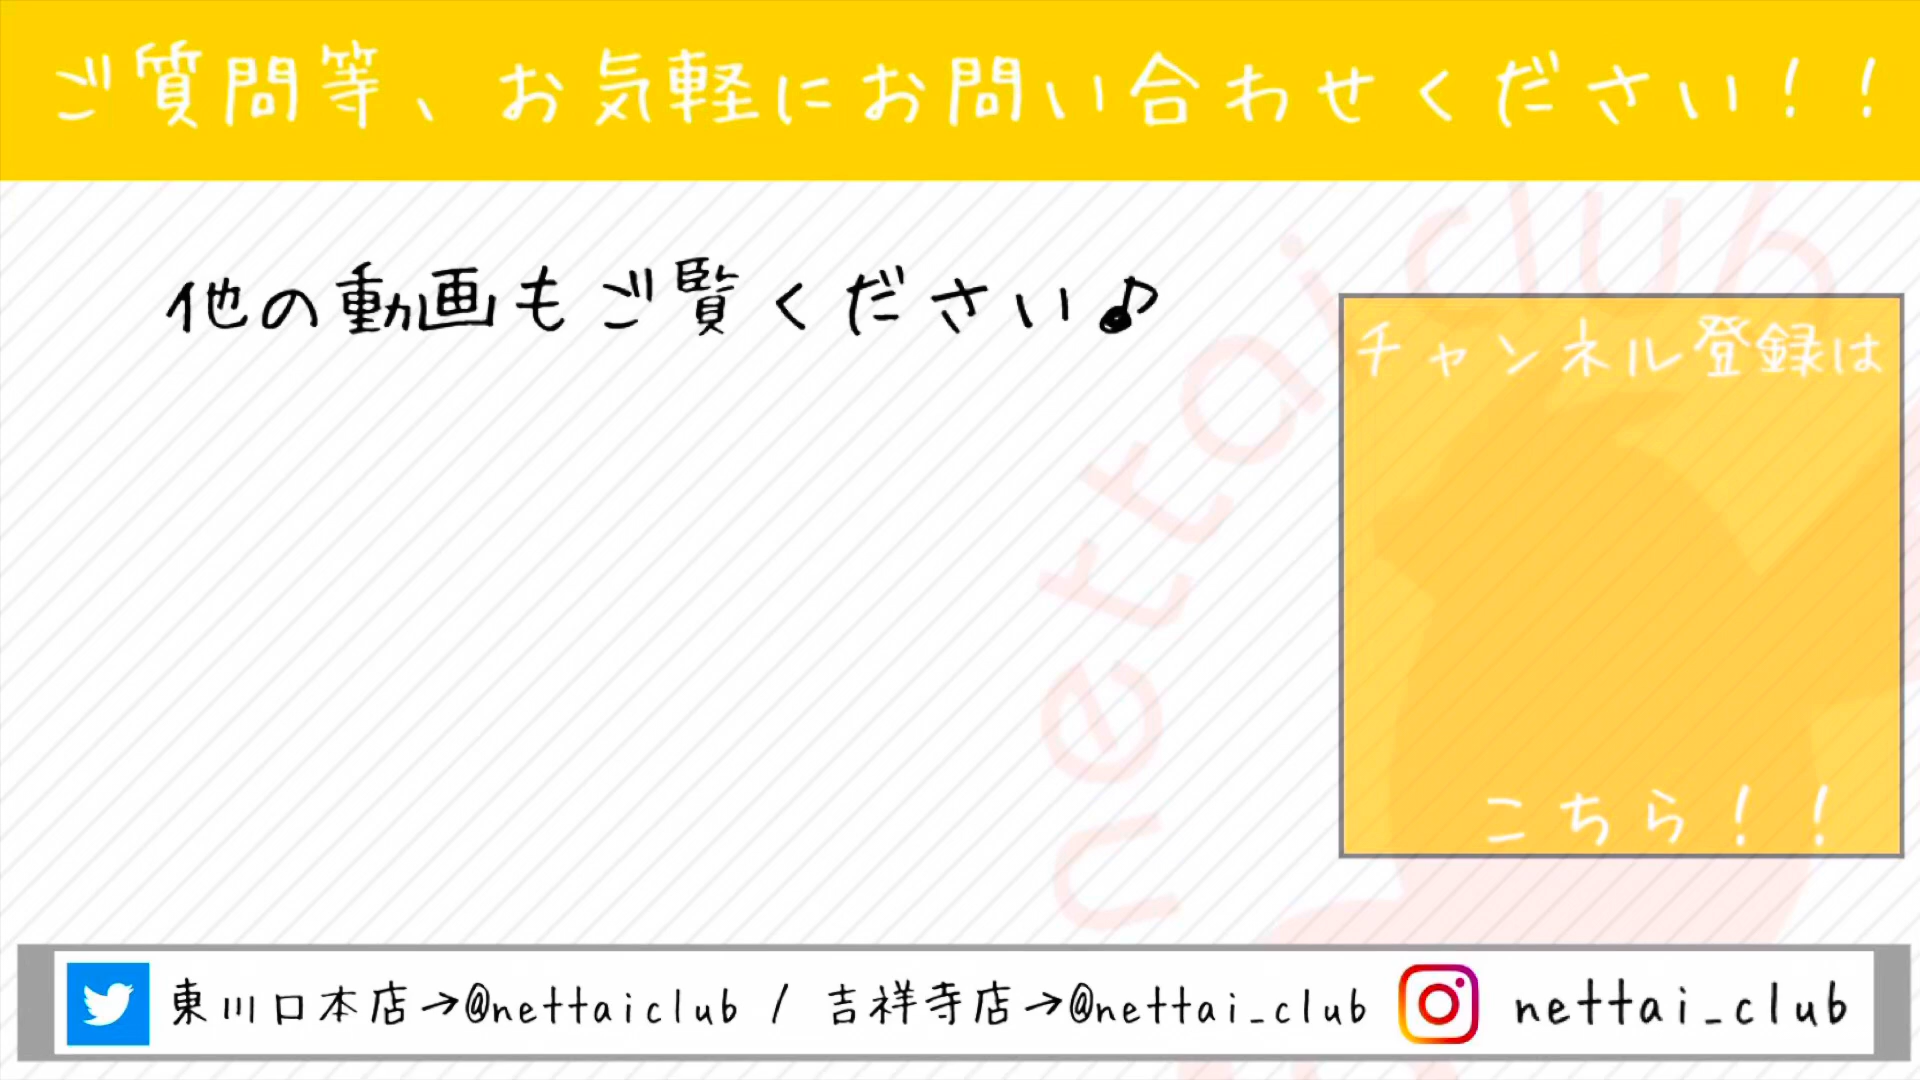 ご質問等、お気軽にお問い合わせください！！
他の動画もご覧ください♪
nettaiclub
チャンネル登録は
こちら！！
東川口本店→@nettaiclub / 吉祥寺店→@nettai_club
nettai_club